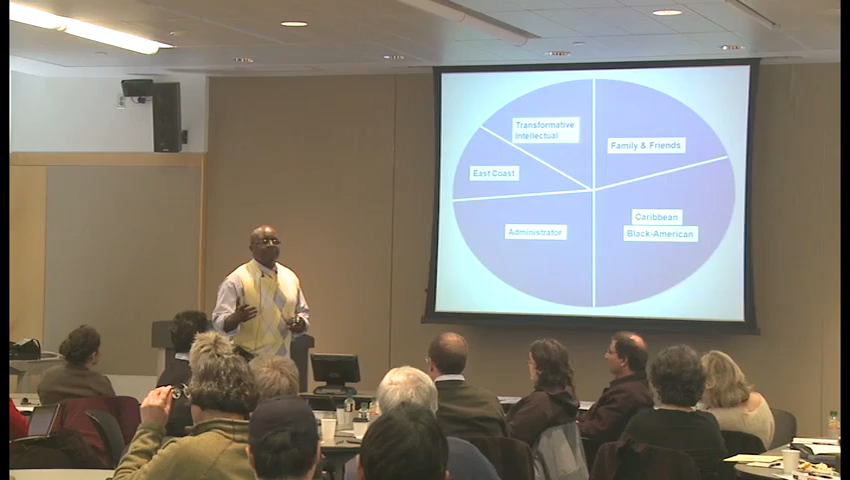 Transformative
Intellectual
Family & Friends
East Coast
Caribbean
Black-American
Administrator